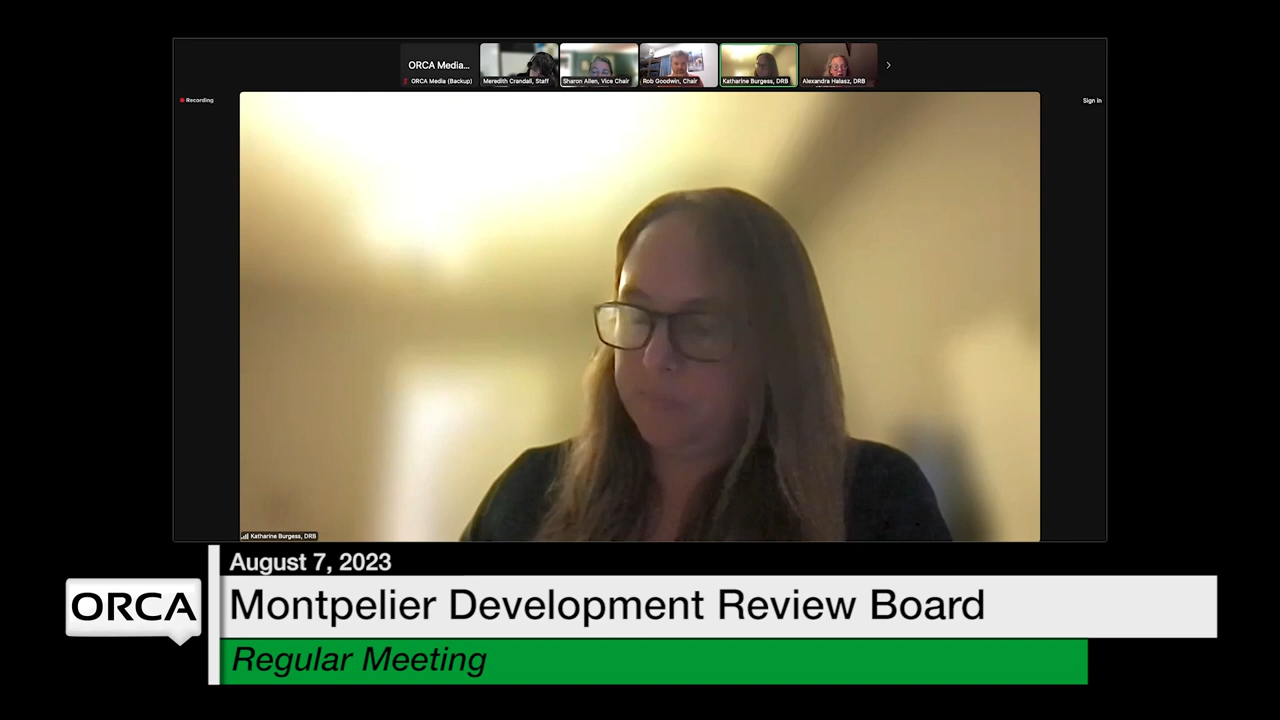 ORCA Media...
ORCA Media (Backup)
Meredith Crandall, Staff
Sharon Allen, Vice Chair
Rob Goodwin, Chair
Katharine Burgess, DRB
Alexandra Halasz, DRB
Recording
Sign in
Katharine Burgess, DRB
August 7, 2023
ORCA
Montpelier Development Review Board
Regular Meeting